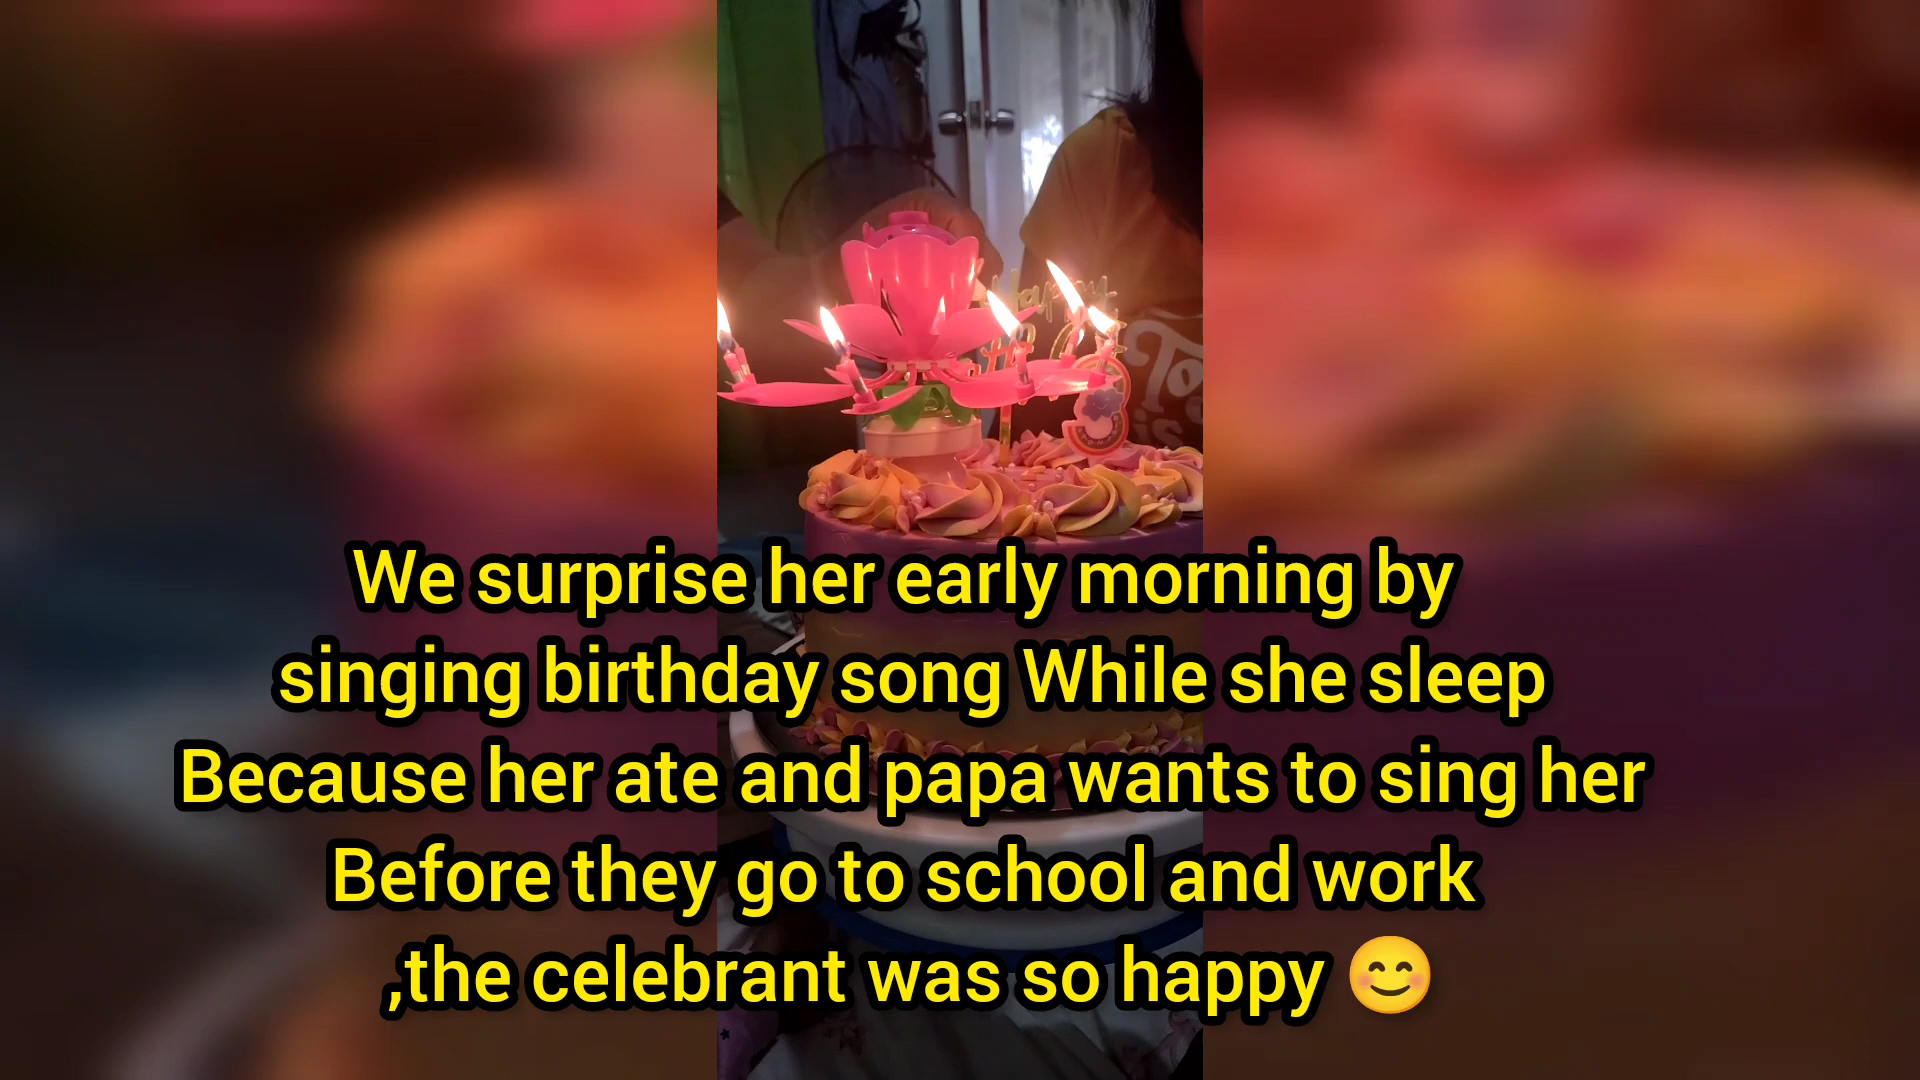 Happy
We surprise her early morning by
singing birthday song While she sleep
Because her ate and papa wants to sing her
Before they go to school and work
,the celebrant was so happy 😊